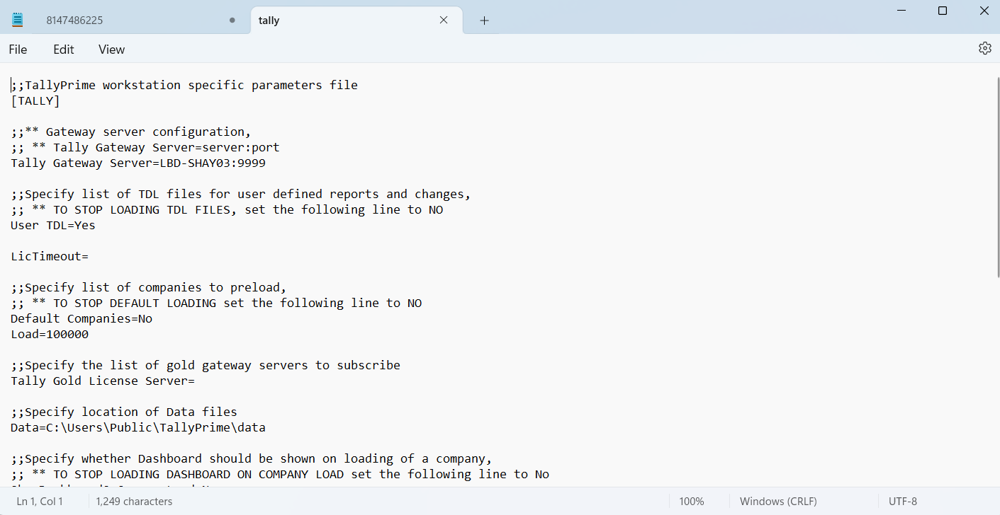 8147486225
tally
File Edit View
;;TallyPrime workstation specific parameters file
[TALLY]
;;** Gateway server configuration,
;; ** Tally Gateway Server=server:port
Tally Gateway Server=LBD-SHAY03:9999
;;Specify list of TDL files for user defined reports and changes,
;; ** TO STOP LOADING TDL FILES, set the following line to NO
User TDL=Yes
LicTimeout=
;;Specify list of companies to preload,
;; ** TO STOP DEFAULT LOADING set the following line to NO
Default Companies=No
Load=100000
;;Specify the list of gold gateway servers to subscribe
Tally Gold License Server=
;;Specify location of Data files
Data=C:\Users\Public\TallyPrime\data
;;Specify whether Dashboard should be shown on loading of a company,
;; ** TO STOP LOADING DASHBOARD ON COMPANY LOAD set the following line to No
Ln 1, Col 1 1,249 characters 100% Windows (CRLF) UTF-8